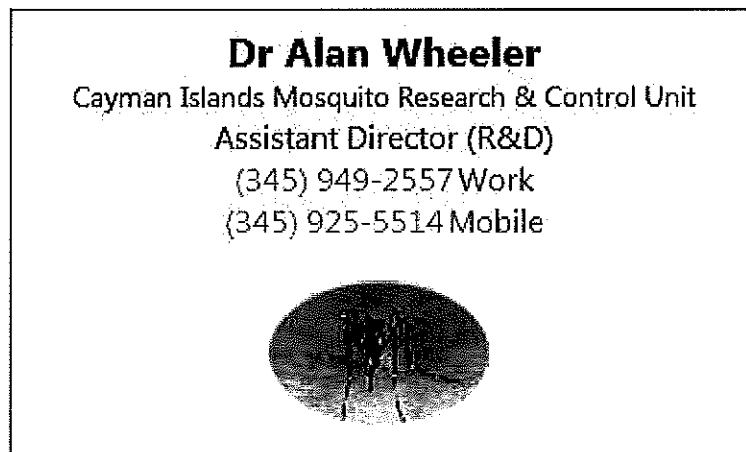 Dr Alan Wheeler
Cayman Islands Mosquito Research & Control Unit
Assistant Director (R&D)
(345) 949-2557 Work
(345) 925-5514 Mobile